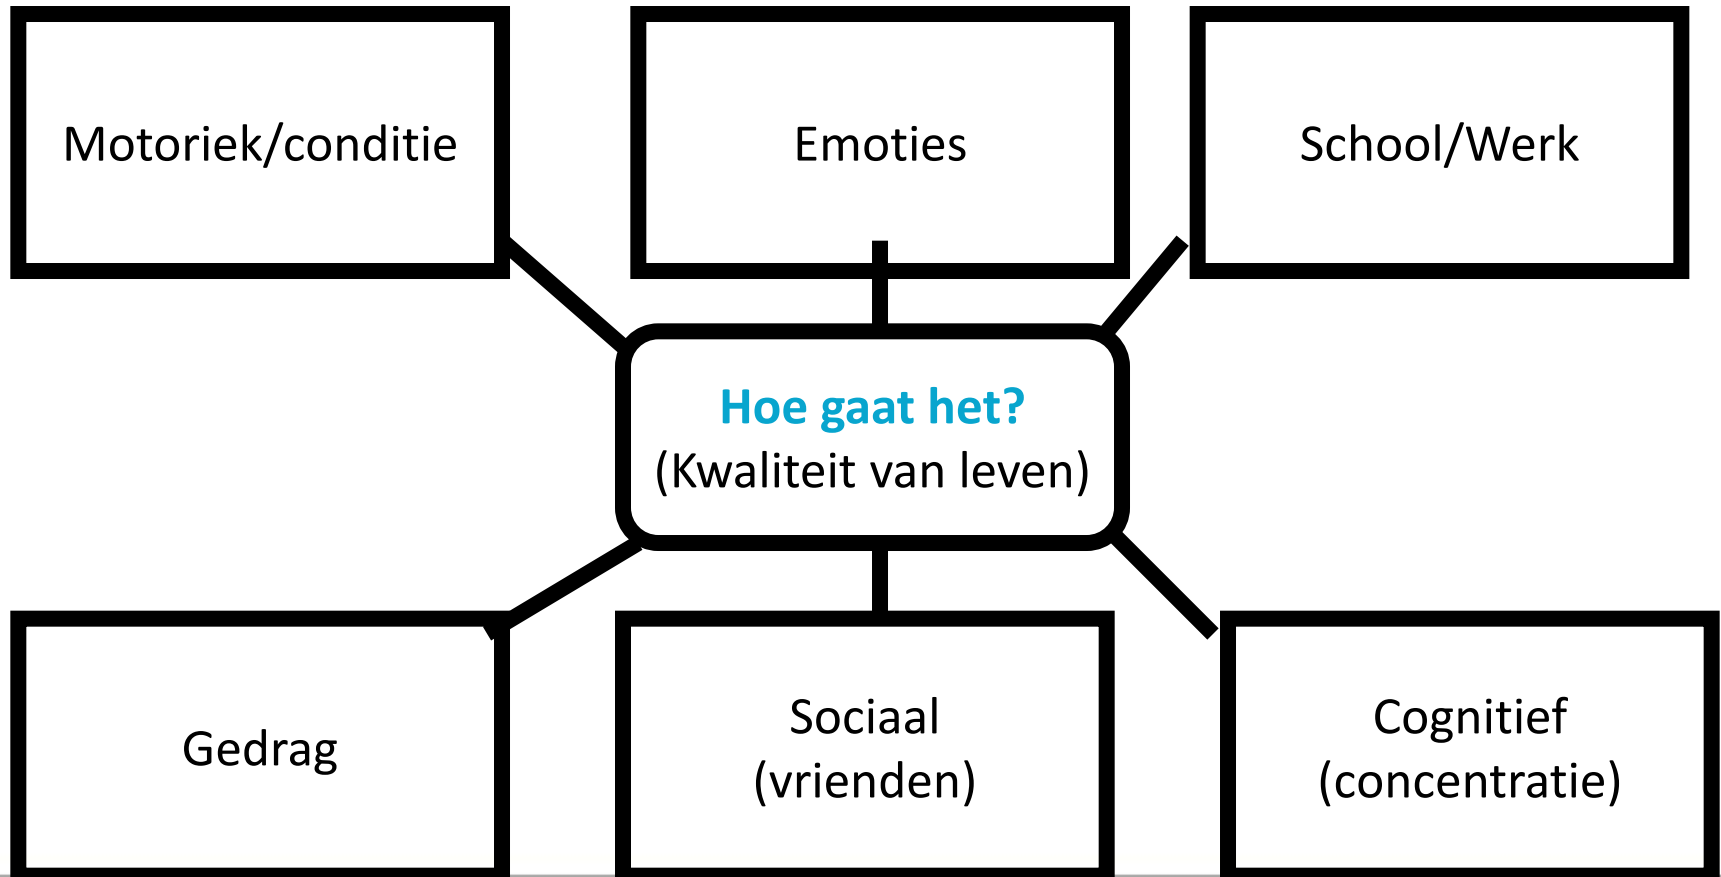 Motoriek/conditie
Emoties
School/Werk
Hoe gaat het?
(Kwaliteit van leven)
Gedrag
Sociaal
(vrienden)
Cognitief
(concentratie)